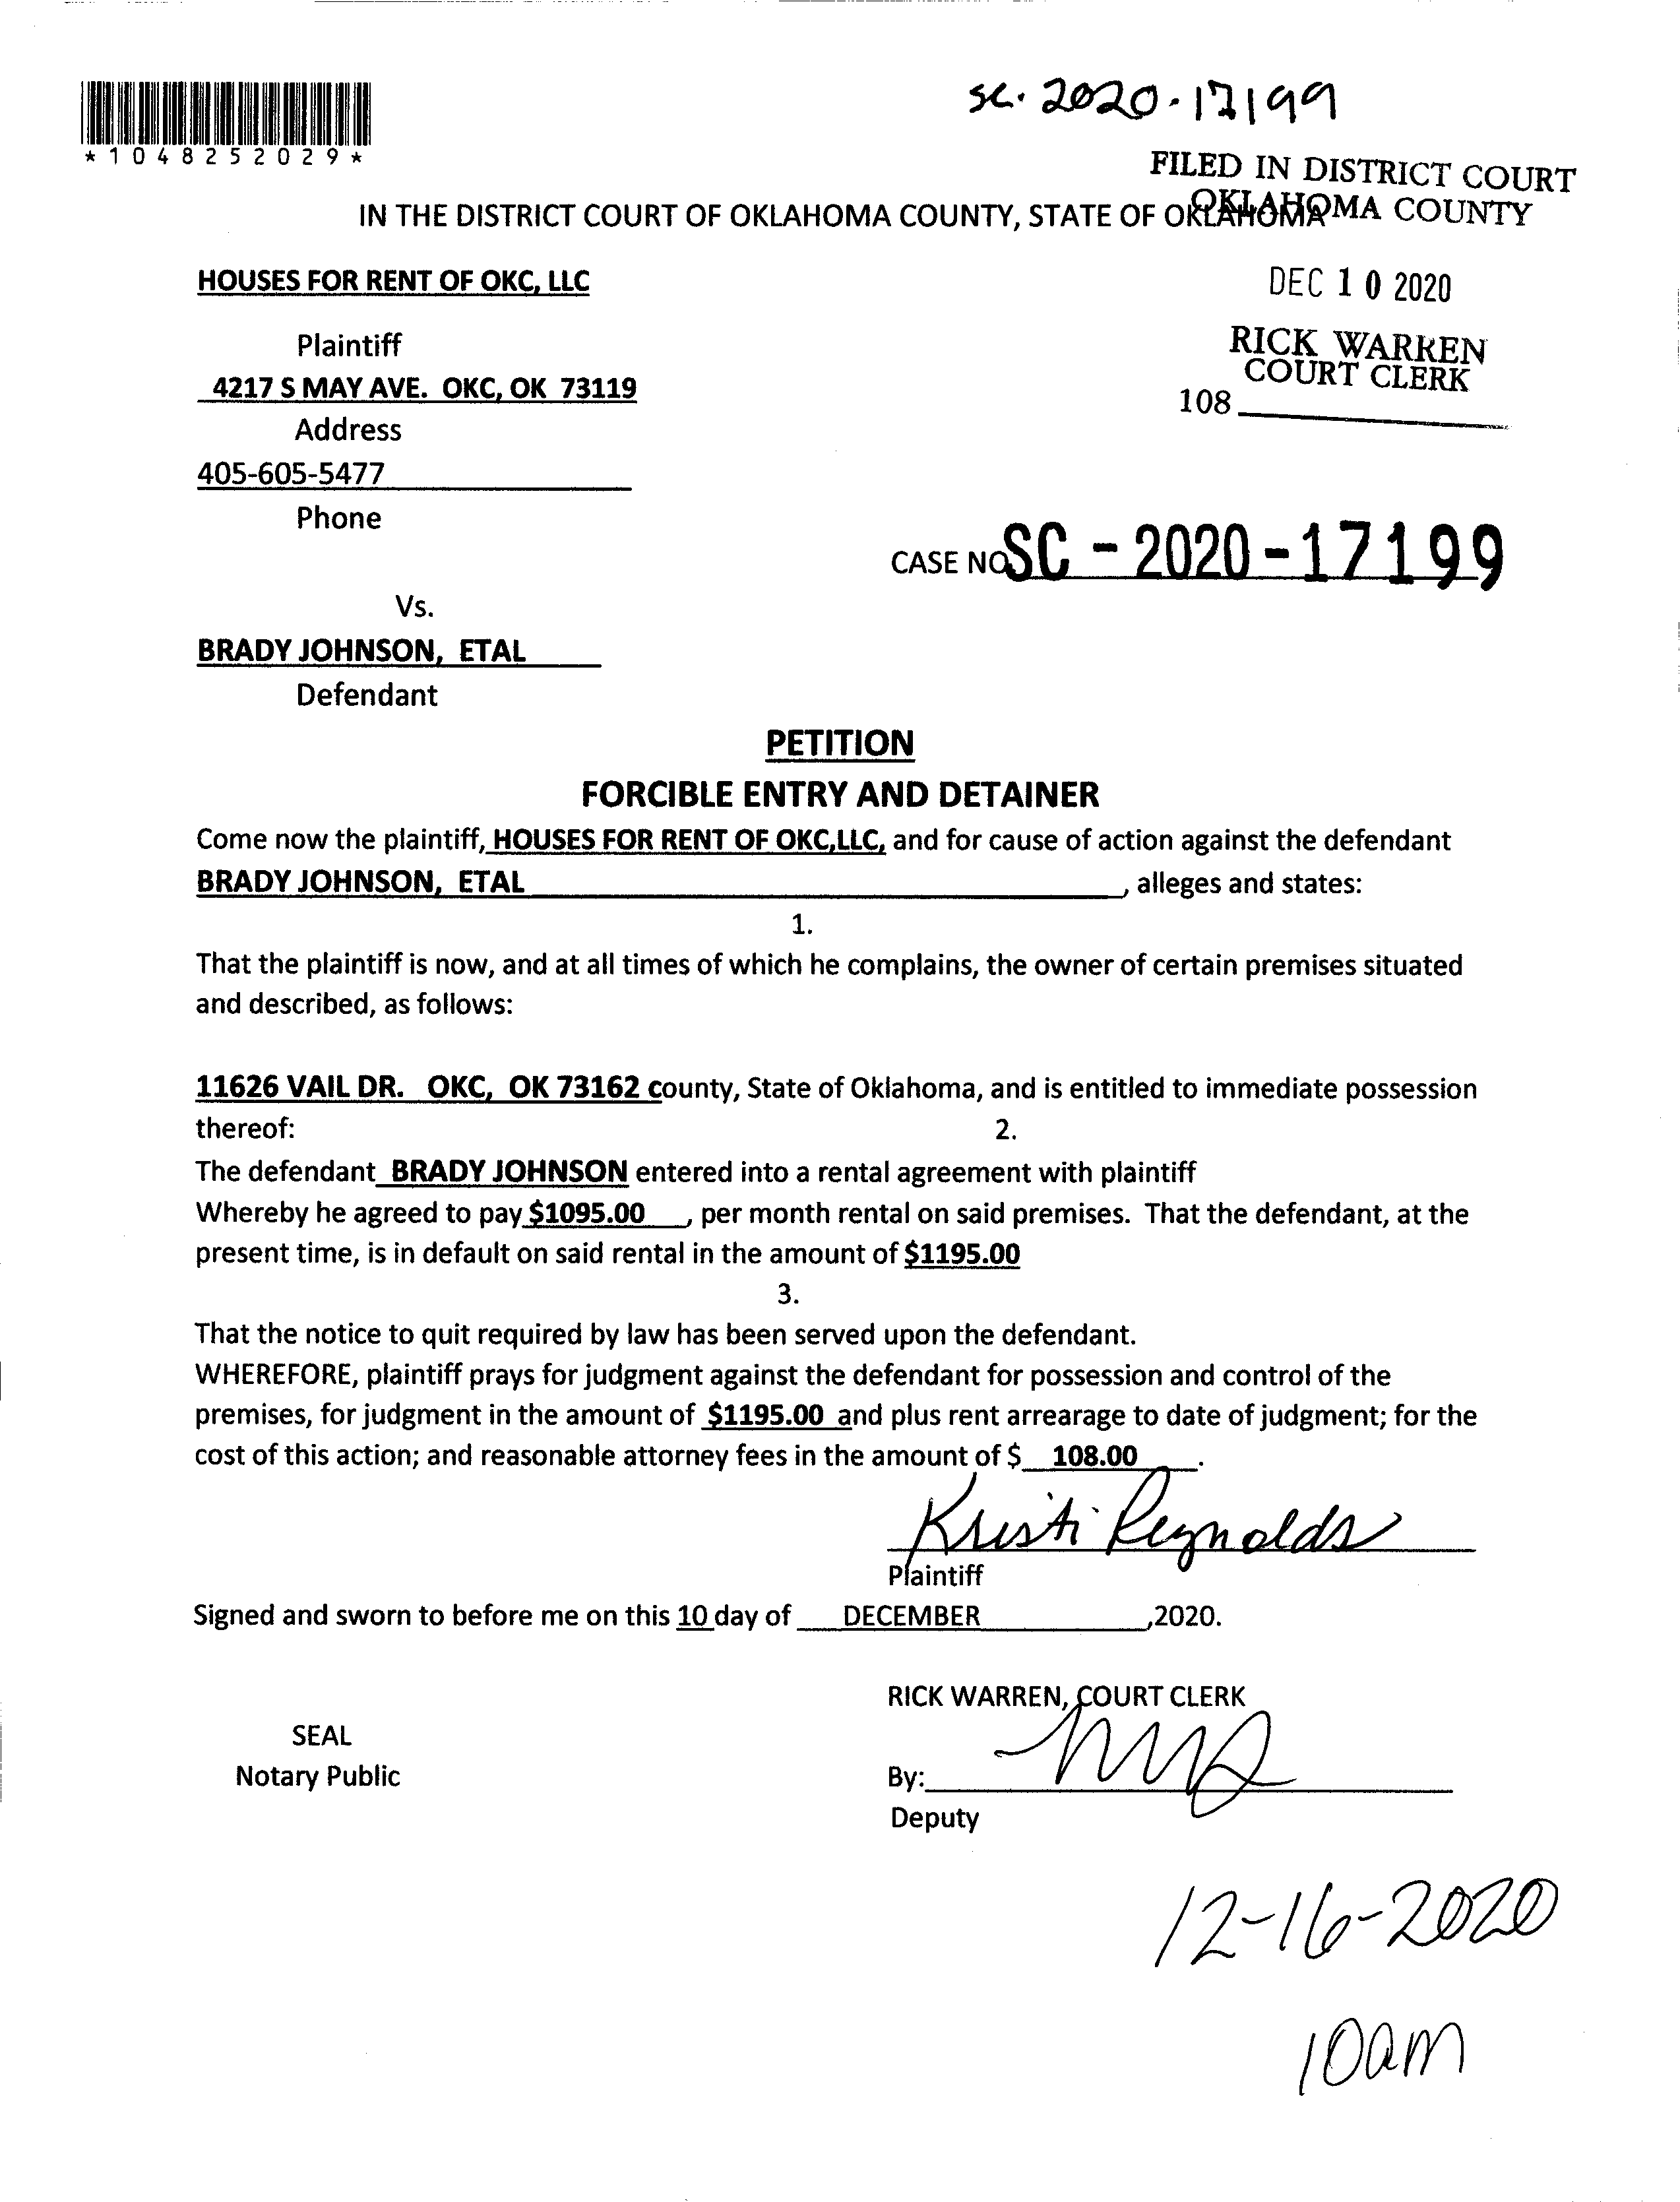 sc. 2020-17199
*1048252029*
FILED IN DISTRICT COURT
OKLAHOMA COUNTY
IN THE DISTRICT COURT OF OKLAHOMA COUNTY, STATE OF OKLAHOMA
HOUSES FOR RENT OF OKC, LLC
DEC 10 2020
Plaintiff
RICK WARREN
COURT CLERK
4217 S MAY AVE. OKC, OK 73119
108
Address
405-605-5477
Phone
CASE NO SC - 2020 - 17199
Vs.
BRADY JOHNSON, ETAL
Defendant
PETITION
FORCIBLE ENTRY AND DETAINER
Come now the plaintiff, HOUSES FOR RENT OF OKC,LLC, and for cause of action against the defendant
BRADY JOHNSON, ETAL, alleges and states:
1.
That the plaintiff is now, and at all times of which he complains, the owner of certain premises situated
and described, as follows:
11626 VAIL DR. OKC, OK 73162 county, State of Oklahoma, and is entitled to immediate possession
thereof: 2.
The defendant BRADY JOHNSON entered into a rental agreement with plaintiff
Whereby he agreed to pay $1095.00 , per month rental on said premises. That the defendant, at the
present time, is in default on said rental in the amount of $1195.00
3.
That the notice to quit required by law has been served upon the defendant.
WHEREFORE, plaintiff prays for judgment against the defendant for possession and control of the
premises, for judgment in the amount of $1195.00 and plus rent arrearage to date of judgment; for the
cost of this action; and reasonable attorney fees in the amount of $ 108.00 .
Kristi Reynolds
Plaintiff
Signed and sworn to before me on this 10 day of DECEMBER ,2020.
RICK WARREN, COURT CLERK
SEAL
Notary Public
By:
Deputy
12-16-2020
10am